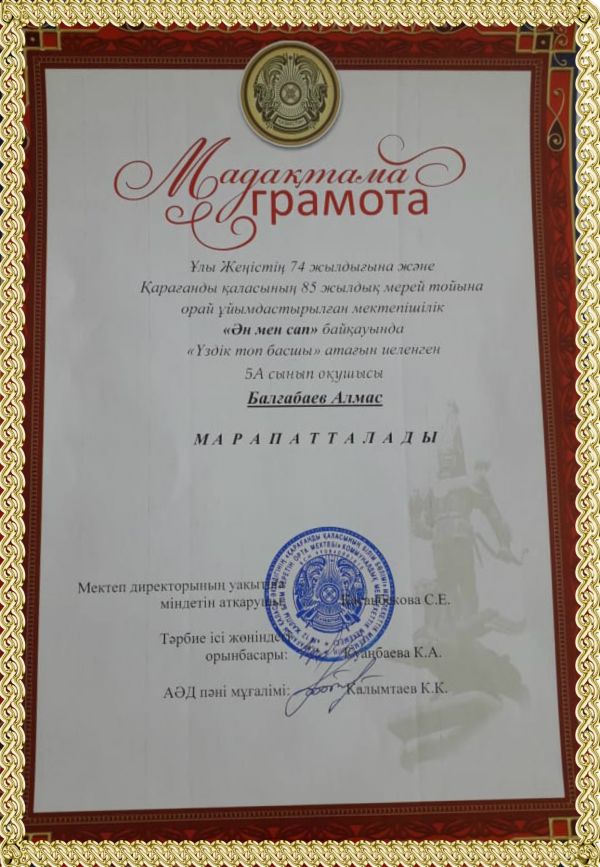 Мадақтама
грамота
Ұлы Жеңістің 74 жылдығына және
Қарағанды қаласының 85 жылдық мерей тойына
орай ұйымдастырылған мектепішілік
«Ән мен сап» байқауында
«Үздік топ басшы» атағын иеленген
5А сынып оқушысы
Балғабаев Алмас
МАРАПАТТАЛАДЫ
Мектеп директорының уақытша
міндетін атқарушы: С.Е.
Тәрбие ісі жөніндегі
орынбасары: Қуанбаева К.А.
АӘД пәні мұғалімі: Калымтаев К.К.